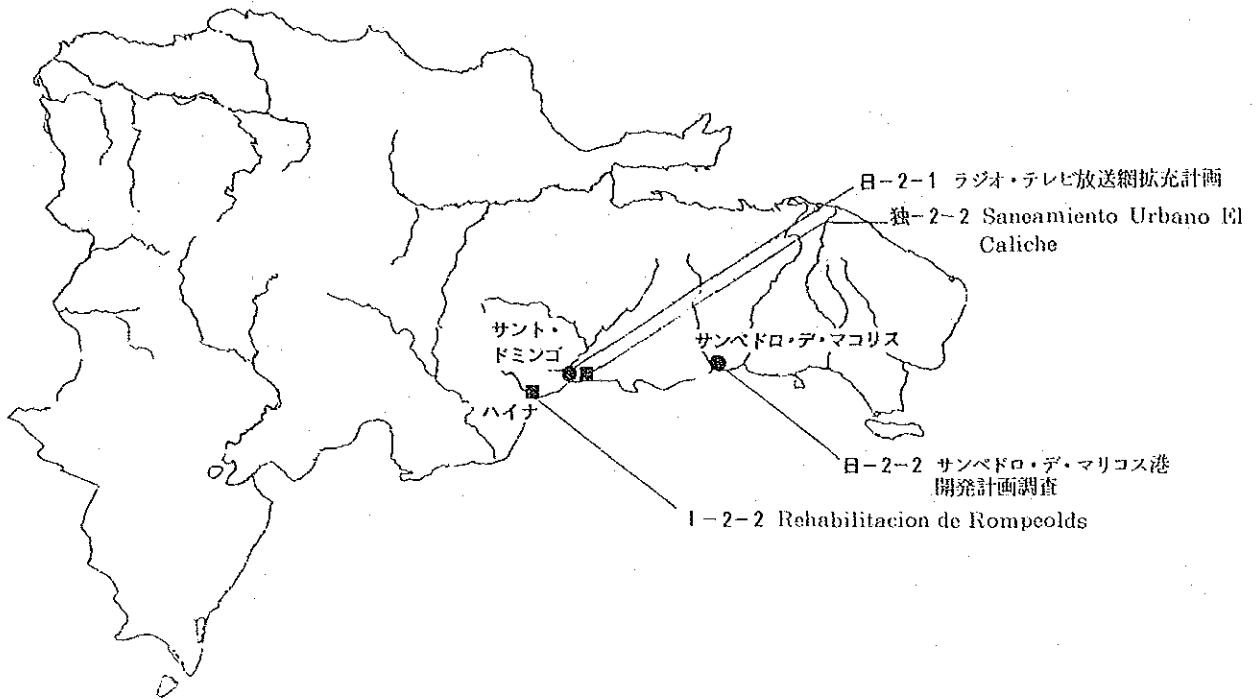 日-2-1 ラジオ・テレビ放送網拡充計画
独-2-2 Saneamiento Urbano El
Caliche
サント・
ドミンゴ
サンペドロ・デ・マコリス
ハイナ
日-2-2 サンペドロ・デ・マリコス港
開発計画調査
I-2-2 Rehabilitacion de Rompeolds